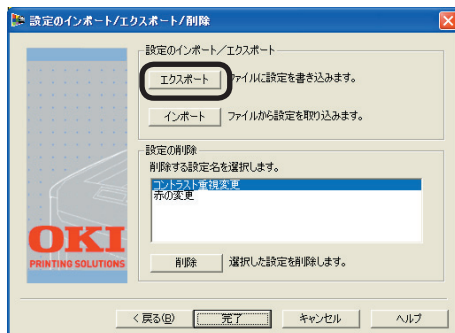 設定のインポート/エクスポート/削除
設定のインポート/エクスポート
エクスポート ファイルに設定を書き込みます。
インポート ファイルから設定を取り込みます。
設定の削除
削除する設定名を選択します。
コントラスト重視変更
赤の変更
OKI
PRINTING SOLUTIONS
削除 選択した設定を削除します。
< 戻る(B) 完了 キャンセル ヘルプ